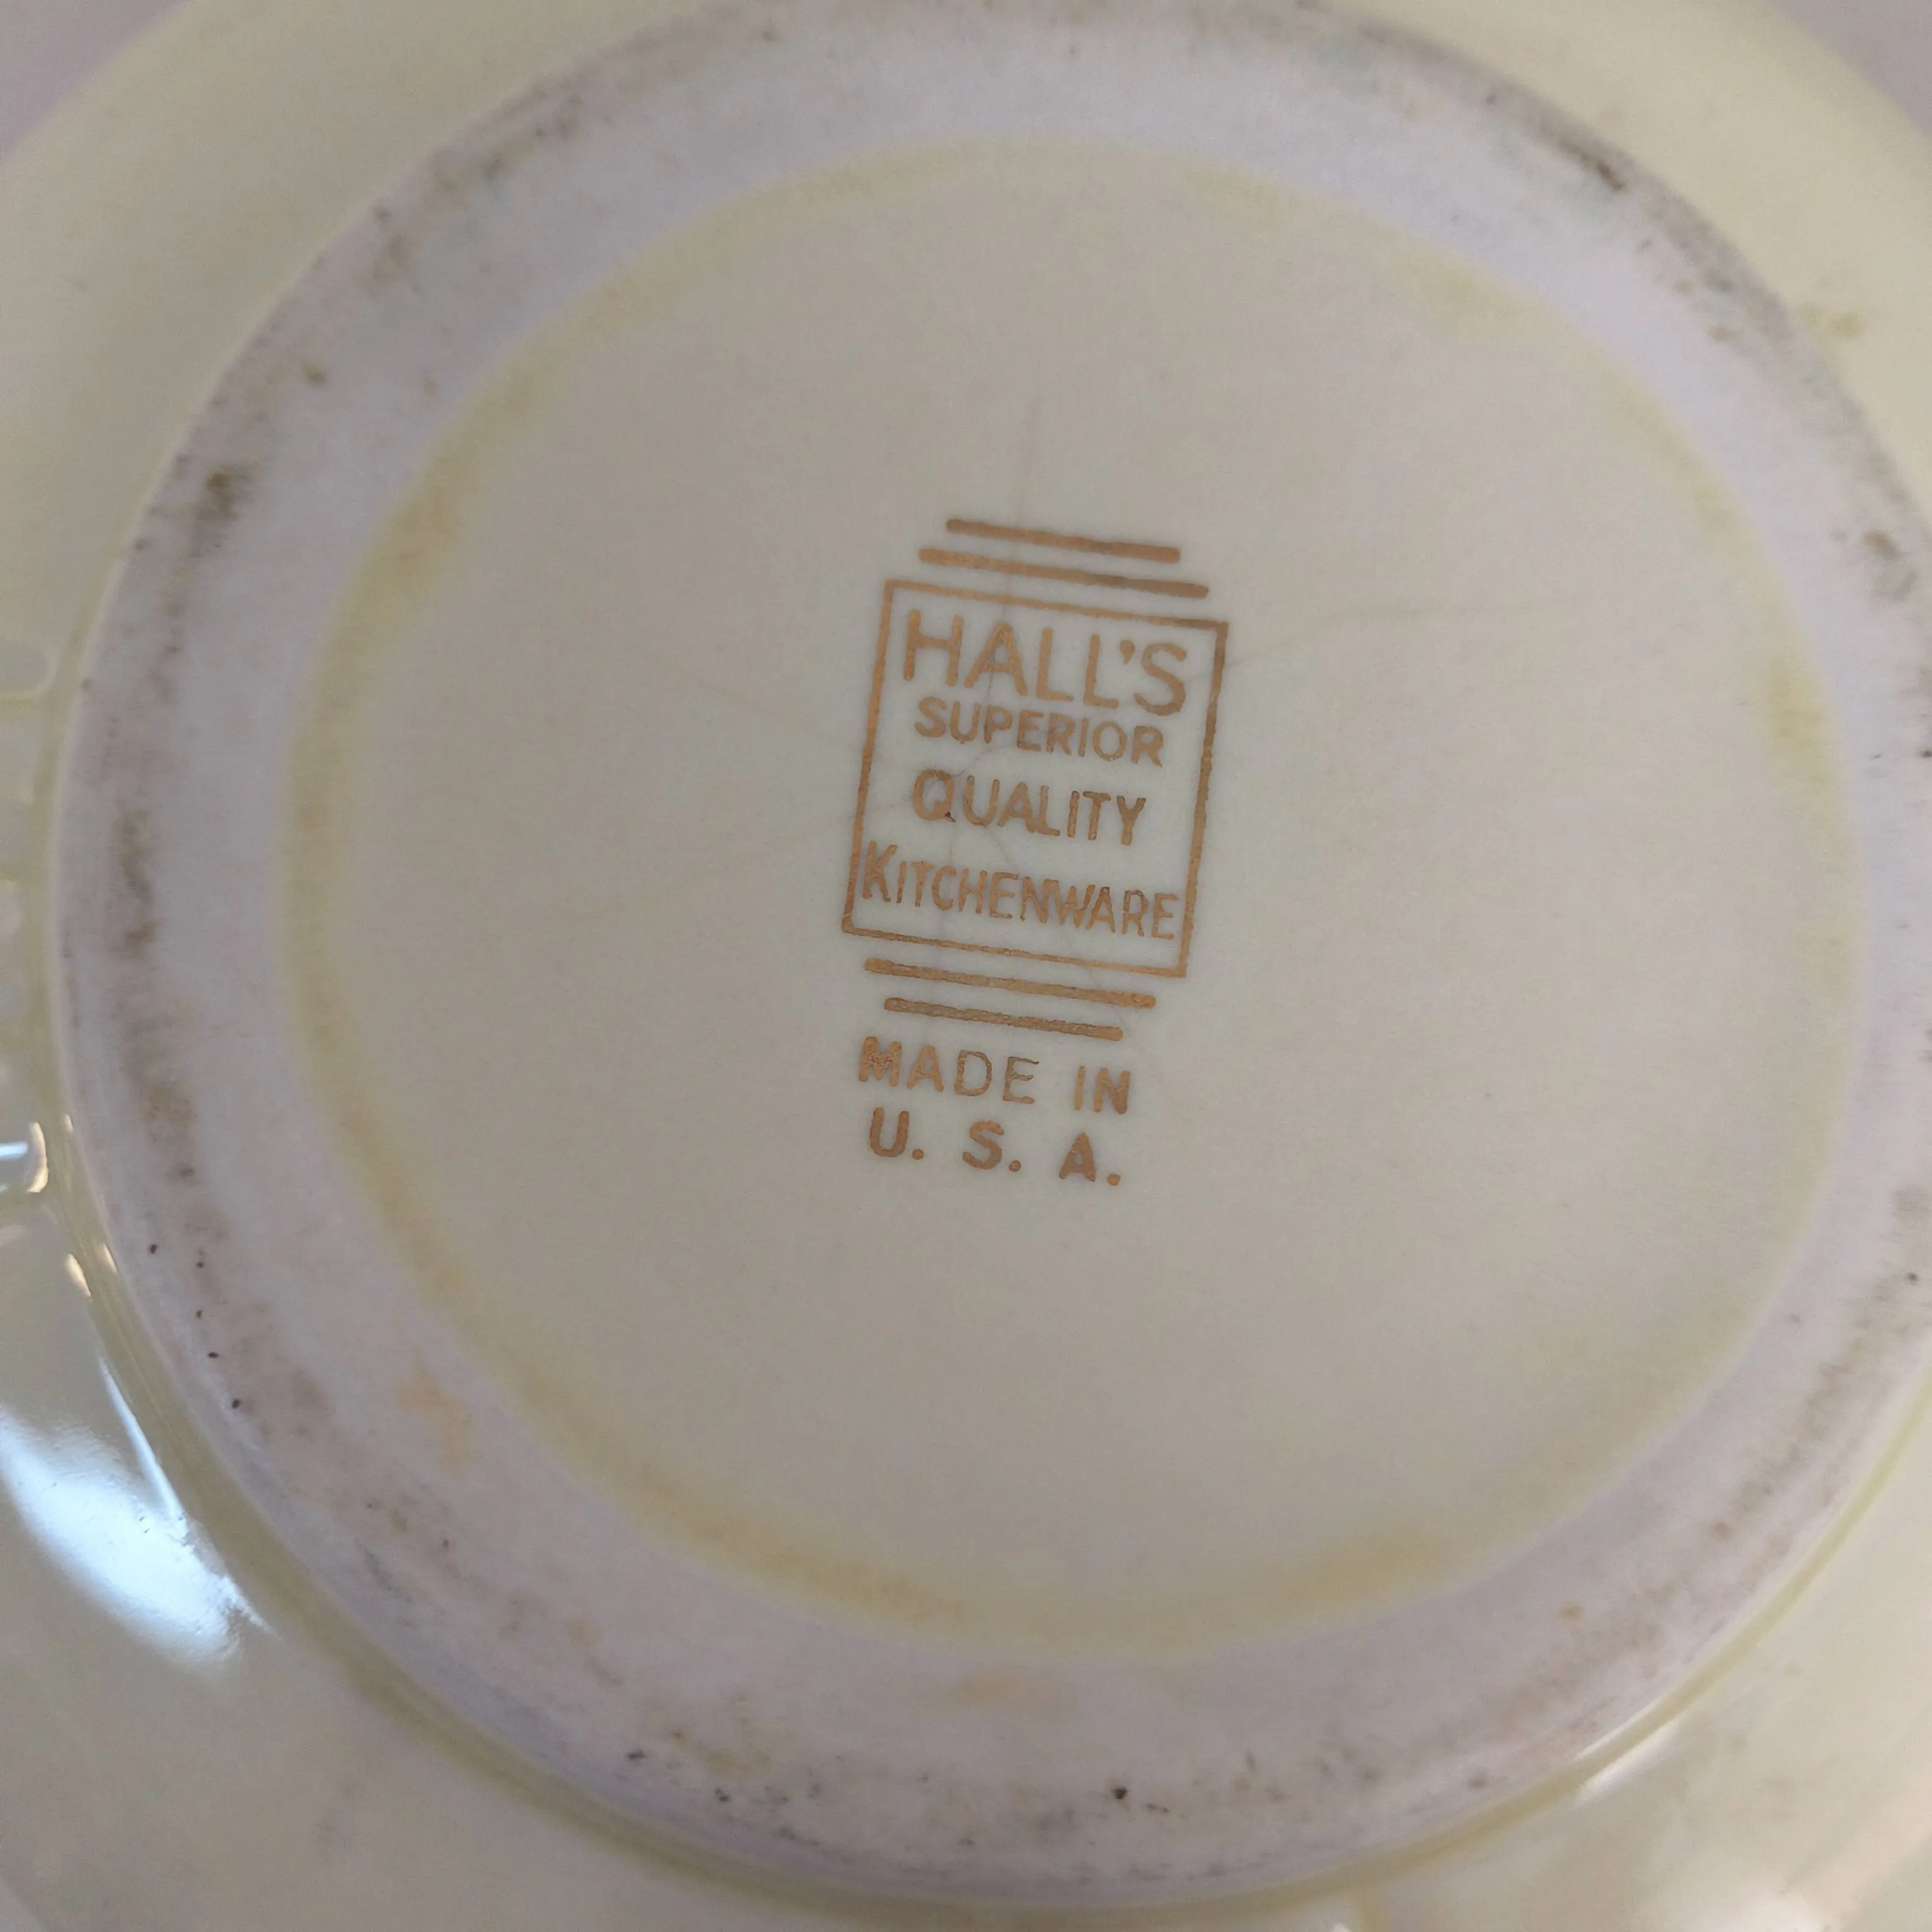 HALL'S
SUPERIOR
QUALITY
KITCHENWARE
MADE IN
U. S. A.